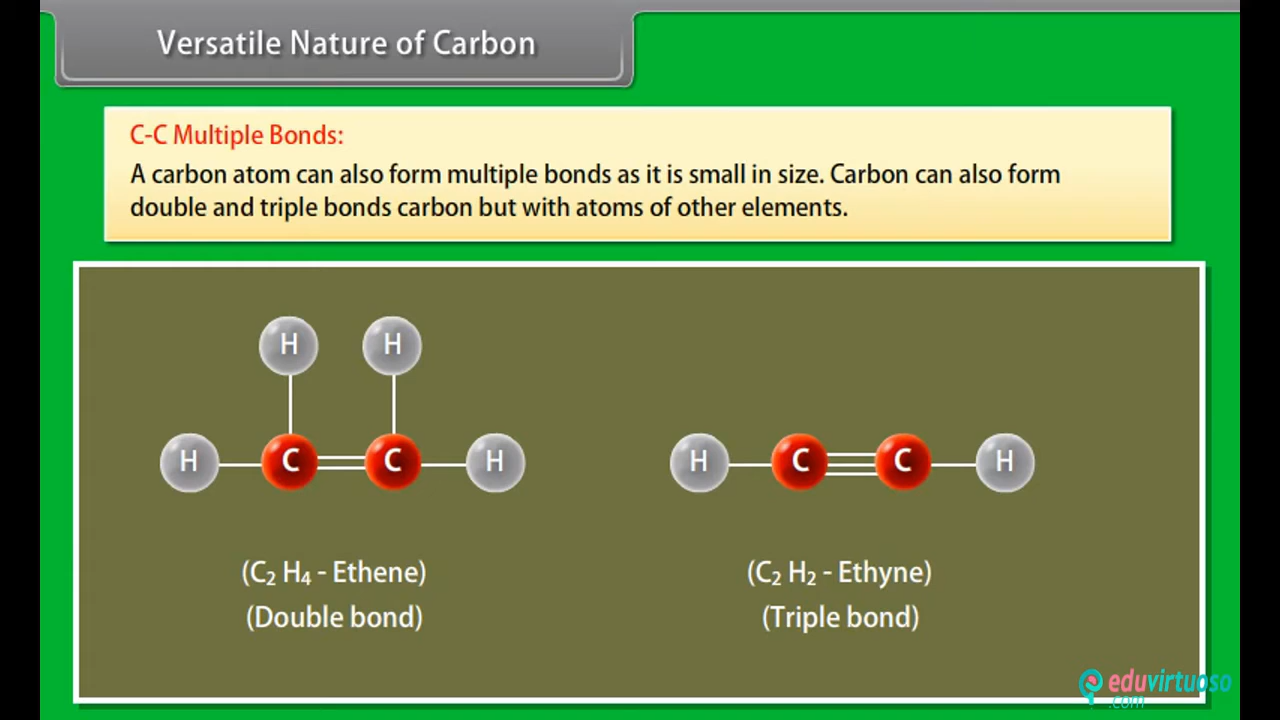 Versatile Nature of Carbon
C-C Multiple Bonds:
A carbon atom can also form multiple bonds as it is small in size. Carbon can also form
double and triple bonds carbon but with atoms of other elements.
H H
H C C H
H C C H
(C₂ H₄ - Ethene)
(Double bond)
(C₂ H₂ - Ethyne)
(Triple bond)
eduvirtuoso
.com